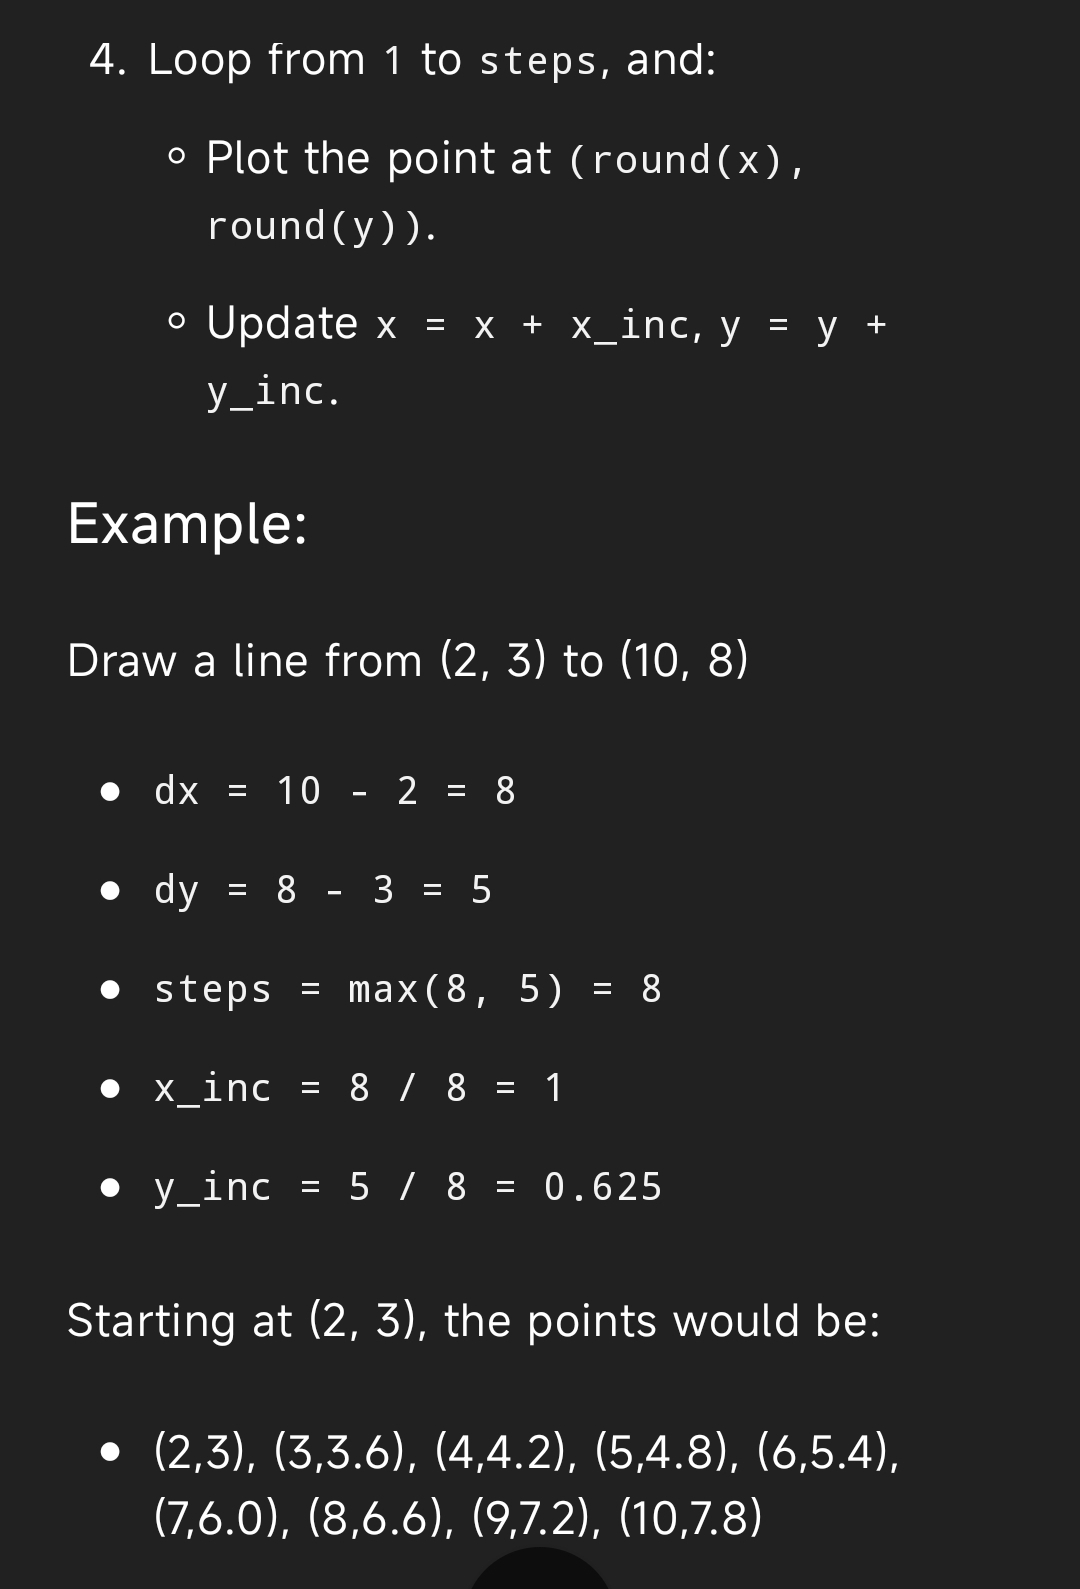 4. Loop from 1 to steps, and:
○ Plot the point at (round(x),
round(y)).
○ Update x = x + x_inc, y = y +
y_inc.
Example:
Draw a line from (2, 3) to (10, 8)
● dx = 10 - 2 = 8
● dy = 8 - 3 = 5
● steps = max(8, 5) = 8
● x_inc = 8 / 8 = 1
● y_inc = 5 / 8 = 0.625
Starting at (2, 3), the points would be:
● (2,3), (3,3.6), (4,4.2), (5,4.8), (6,5.4),
(7,6.0), (8,6.6), (9,7.2), (10,7.8)